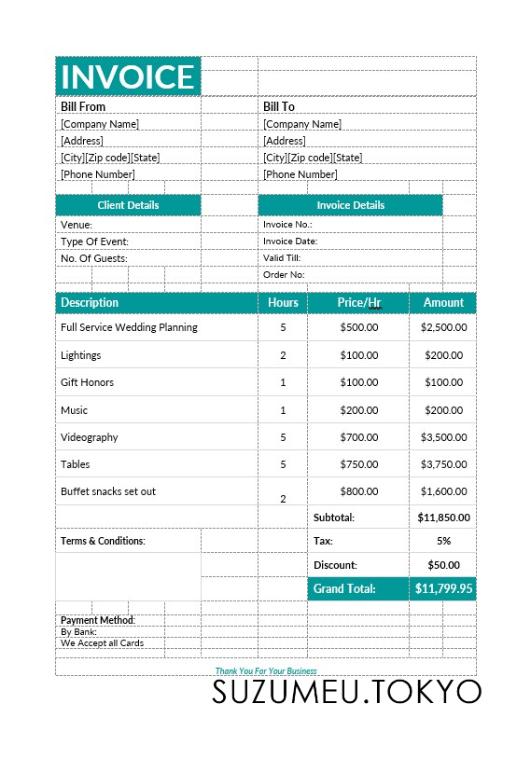 INVOICE
Bill From Bill To
[Company Name] [Company Name]
[Address] [Address]
[City][Zip code][State] [City][Zip code][State]
[Phone Number] [Phone Number]
Client Details Invoice Details
Venue: Invoice No.:
Type Of Event: Invoice Date:
No. Of Guests: Valid Till:
Order No:
Description Hours Price/Hr Amount
Full Service Wedding Planning 5 $500.00 $2,500.00
Lightings 2 $100.00 $200.00
Gift Honors 1 $100.00 $100.00
Music 1 $200.00 $200.00
Videography 5 $700.00 $3,500.00
Tables 5 $750.00 $3,750.00
Buffet snacks set out 2 $800.00 $1,600.00
Subtotal: $11,850.00
Terms & Conditions: Tax: 5%
Discount: $50.00
Grand Total: $11,799.95
Payment Method:
By Bank:
We Accept all Cards
Thank You For Your Business
SUZUMEU.TOKYO